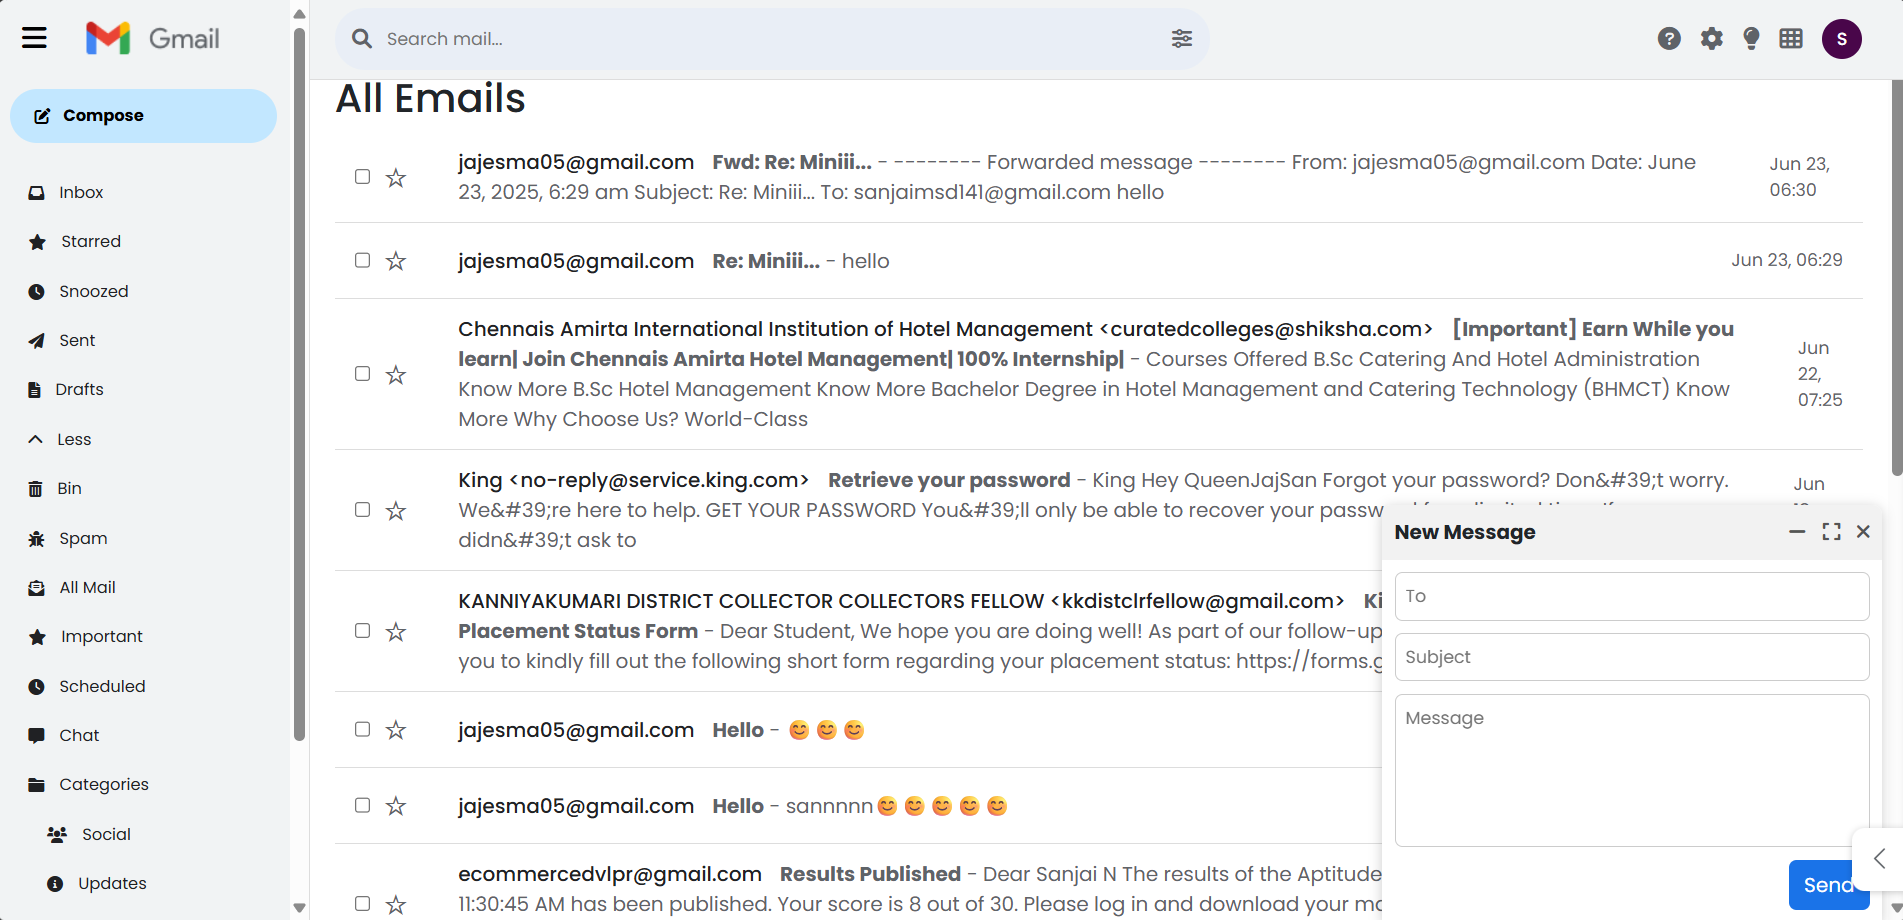 Gmail
Search mail...
S
Compose
Inbox
Starred
Snoozed
Sent
Drafts
Less
Bin
Spam
All Mail
Important
Scheduled
Chat
Categories
Social
Updates
All Emails
jajesma05@gmail.com Fwd: Re: Miniii... - -------- Forwarded message -------- From: jajesma05@gmail.com Date: June
23, 2025, 6:29 am Subject: Re: Miniii... To: sanjaimsd141@gmail.com hello
Jun 23,
06:30
jajesma05@gmail.com Re: Miniii... - hello
Jun 23, 06:29
Chennais Amirta International Institution of Hotel Management <curatedcolleges@shiksha.com> [Important] Earn While you
learn| Join Chennais Amirta Hotel Management| 100% Internship| - Courses Offered B.Sc Catering And Hotel Administration
Know More B.Sc Hotel Management Know More Bachelor Degree in Hotel Management and Catering Technology (BHMCT) Know
More Why Choose Us? World-Class
Jun
22,
07:25
King <no-reply@service.king.com> Retrieve your password - King Hey QueenJajSan Forgot your password? Don&#39;t worry.
We&#39;re here to help. GET YOUR PASSWORD You&#39;ll only be able to recover your
didn&#39;t ask to
Jun
KANNIYAKUMARI DISTRICT COLLECTOR COLLECTORS FELLOW <kkdistclrfellow@gmail.com>
Placement Status Form - Dear Student, We hope you are doing well! As part of our follow-up
you to kindly fill out the following short form regarding your placement status: https://forms.g
jajesma05@gmail.com Hello - 😊 😊 😊
jajesma05@gmail.com Hello - sannnnn😊 😊 😊 😊 😊
ecommercedvlpr@gmail.com Results Published - Dear Sanjai N The results of the Aptitude
11:30:45 AM has been published. Your score is 8 out of 30. Please log in and download your
New Message
To
Subject
Message
Send